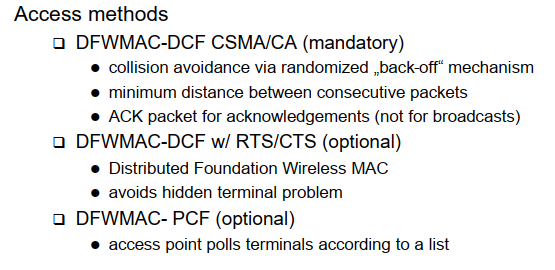 Access methods
❑ DFWMAC-DCF CSMA/CA (mandatory)
● collision avoidance via randomized „back-off“ mechanism
● minimum distance between consecutive packets
● ACK packet for acknowledgements (not for broadcasts)
❑ DFWMAC-DCF w/ RTS/CTS (optional)
● Distributed Foundation Wireless MAC
● avoids hidden terminal problem
❑ DFWMAC- PCF (optional)
● access point polls terminals according to a list